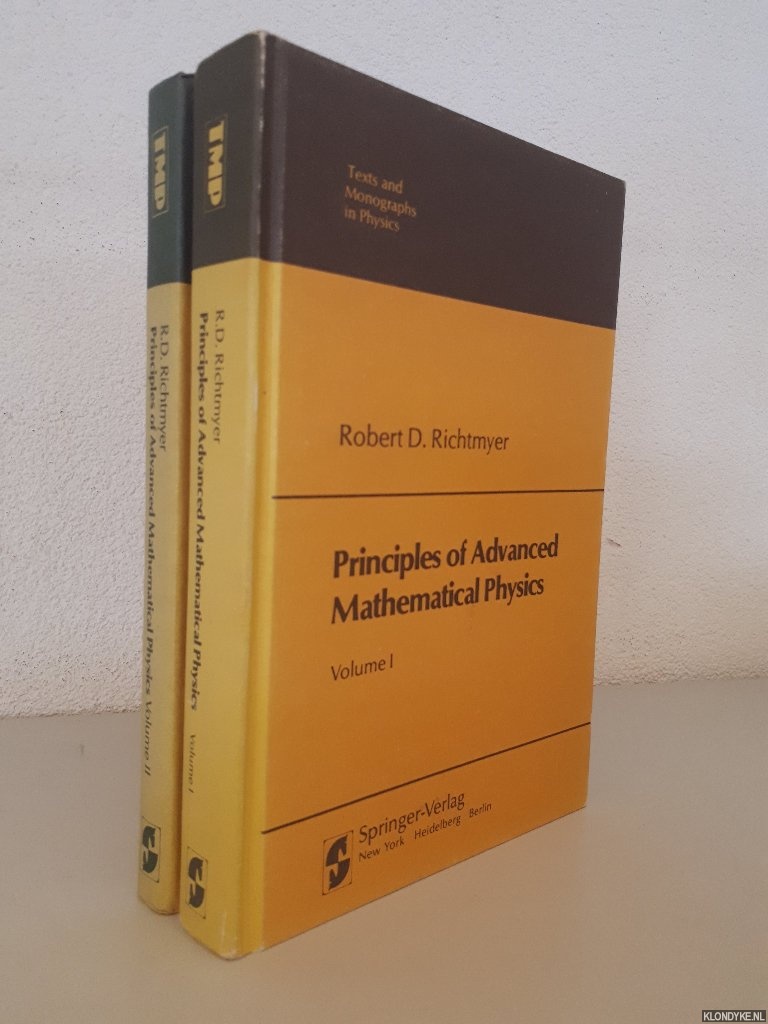 TMP
R.D. Richtmyer
Principles of Advanced Mathematical Physics Volume II
TMP
R.D. Richtmyer
Principles of Advanced Mathematical Physics Volume I
Texts and
Monographs
in Physics
Robert D. Richtmyer
Principles of Advanced
Mathematical Physics
Volume I
Springer-Verlag
New York Heidelberg Berlin
KLONDYKE.NL